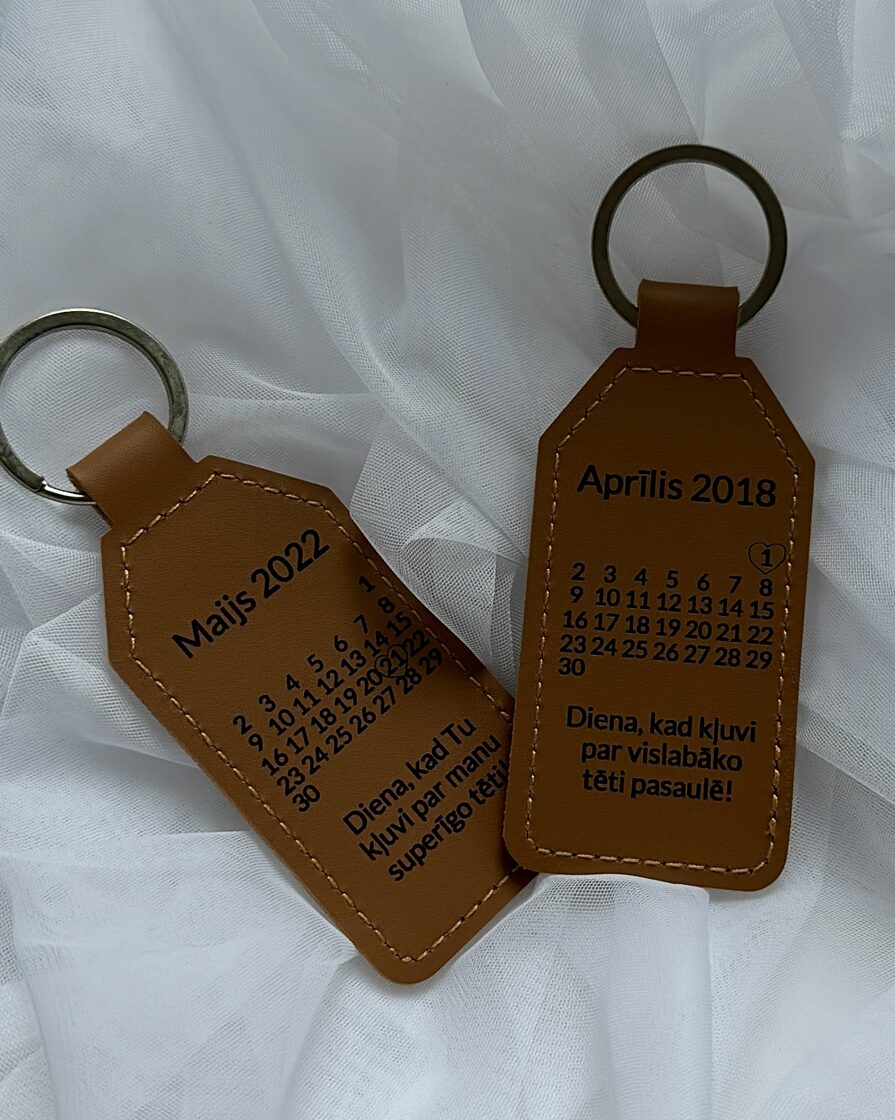 Maijs 2022
1
2 3 4 5 6 7 8
9 10 11 12 13 14 15
16 17 18 19 20 21 22
23 24 25 26 27 28 29
30
Diena, kad Tu
kļuvi par manu
superīgo tēti!
Aprīlis 2018
1
2 3 4 5 6 7 8
9 10 11 12 13 14 15
16 17 18 19 20 21 22
23 24 25 26 27 28 29
30
Diena, kad kļuvi
par vislabāko
tēti pasaulē!